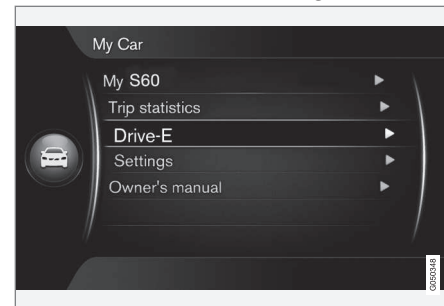 My Car
My S60
Trip statistics
Drive-E
Settings
Owner's manual
G050348